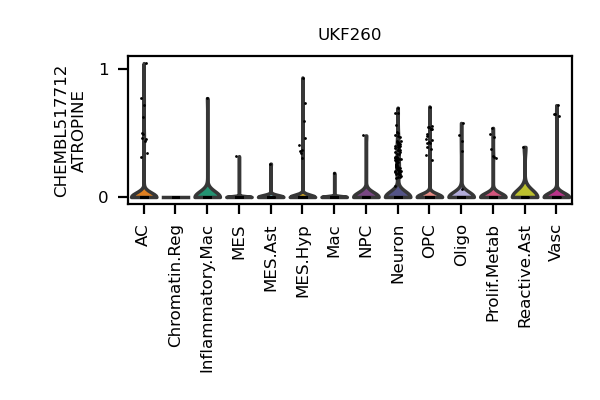 UKF260
CHEMBL517712
ATROPINE
1
0
AC
Chromatin.Reg
Inflammatory.Mac
MES
MES.Ast
MES.Hyp
Mac
NPC
Neuron
OPC
Oligo
Prolif.Metab
Reactive.Ast
Vasc